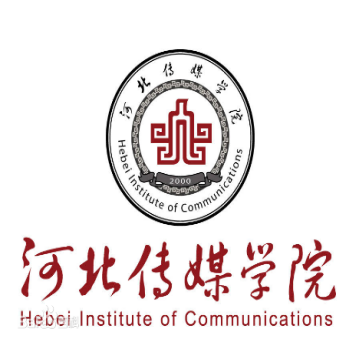 河北传媒学院
Hebei Institute of Communications
2000
河北传媒学院
Hebei Institute of Communications